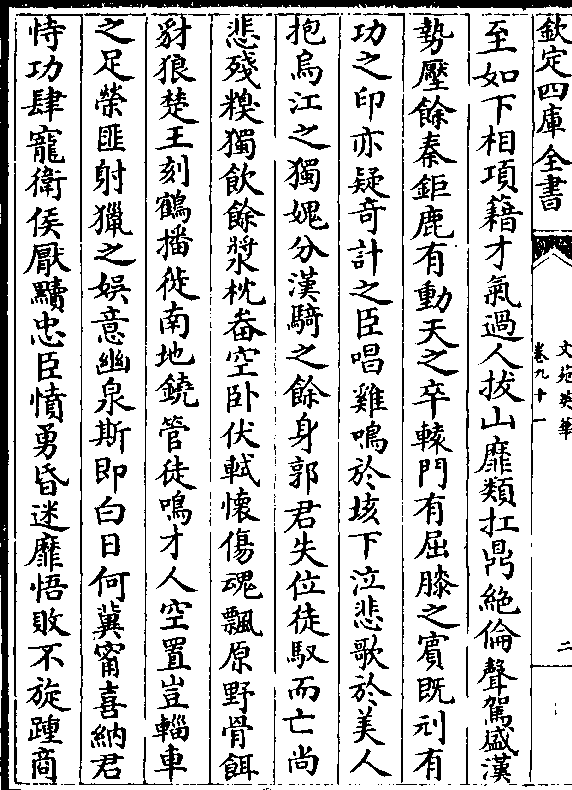 欽定四庫全書
文苑英華
卷九十一
二
至如下相項籍才氣過人拔山靡類扛鼎絶倫聲駕盛漢
勢壓餘秦鉅鹿有動天之卒轅門有屈膝之賓既刓有
功之印亦疑奇計之臣唱雞鳴於垓下泣悲歌於美人
抱烏江之獨媿分漢騎之餘身郭君失位徒馭而亡尚
悲殘糗獨飲餘漿枕畚空卧伏軾懐傷魂飄原野骨餌
豺狼楚王刻鶴播徙南地鐃管徒鳴才人空置豈輜車
之足榮匪射獵之娯意幽泉斯即白日何冀甯喜納君
恃功肆寵衛侯厭黷忠臣憤勇昏迷靡悟敗不旋踵商